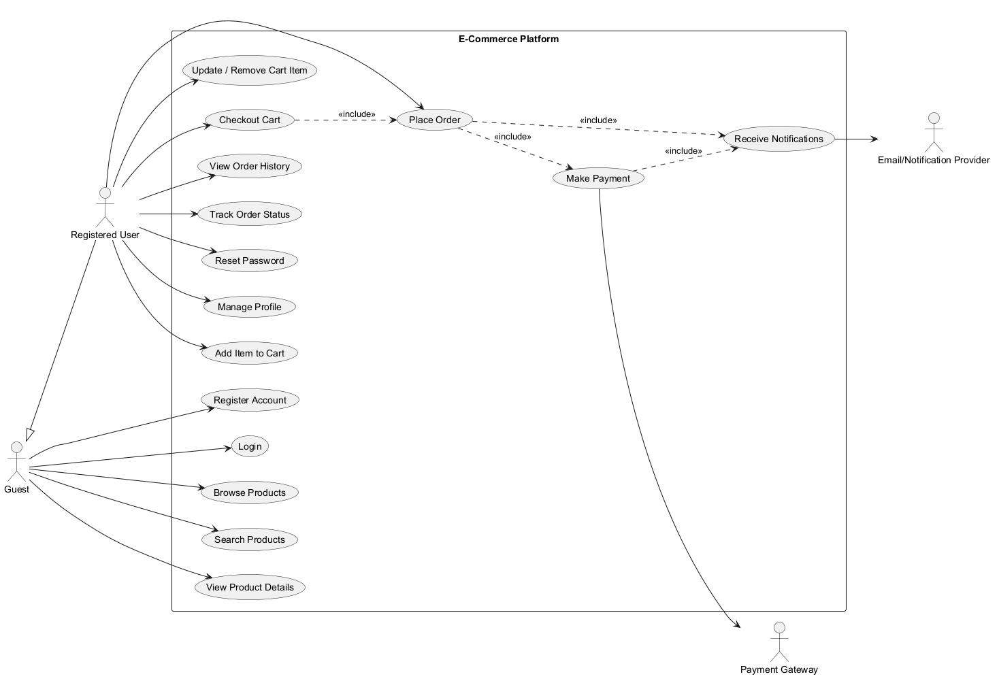 E-Commerce Platform
Update / Remove Cart Item
Checkout Cart
«include»
Place Order
«include»
Receive Notifications
Email/Notification Provider
«include»
«include»
Make Payment
View Order History
Track Order Status
Registered User
Reset Password
Manage Profile
Add Item to Cart
Register Account
Login
Guest
Browse Products
Search Products
View Product Details
Payment Gateway